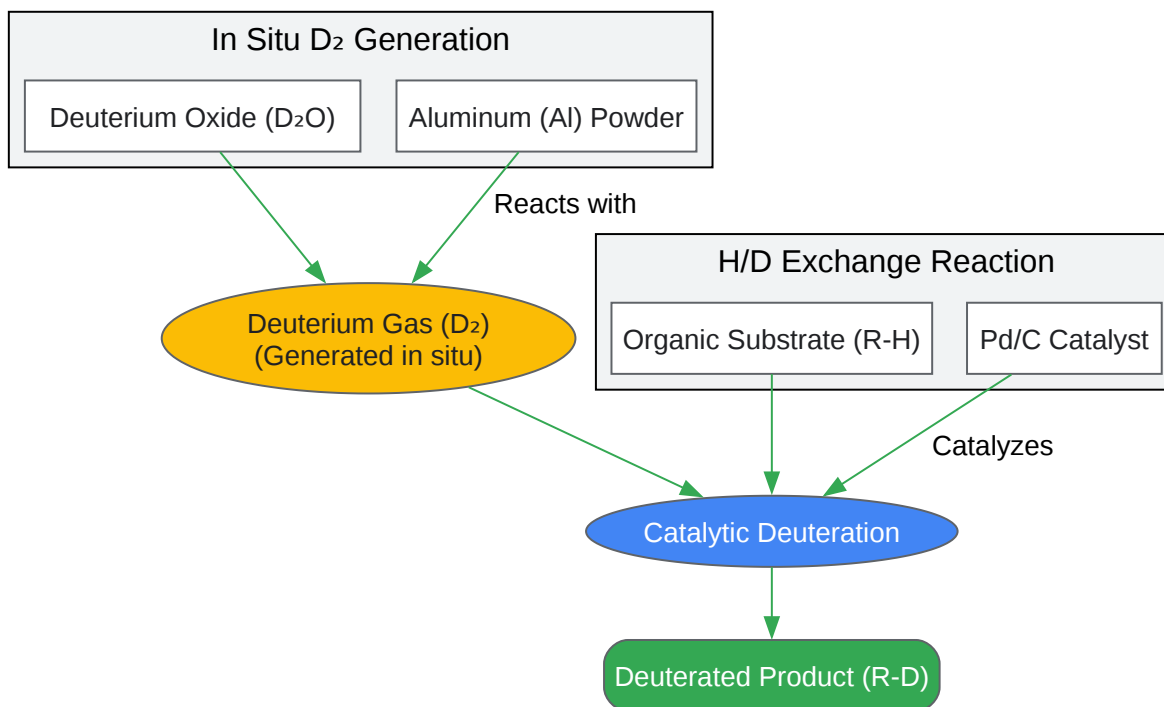 In Situ D₂ Generation
Deuterium Oxide (D₂O)
Aluminum (Al) Powder
Reacts with
H/D Exchange Reaction
Deuterium Gas (D₂)
(Generated in situ)
Organic Substrate (R-H)
Pd/C Catalyst
Catalyzes
Catalytic Deuteration
Deuterated Product (R-D)